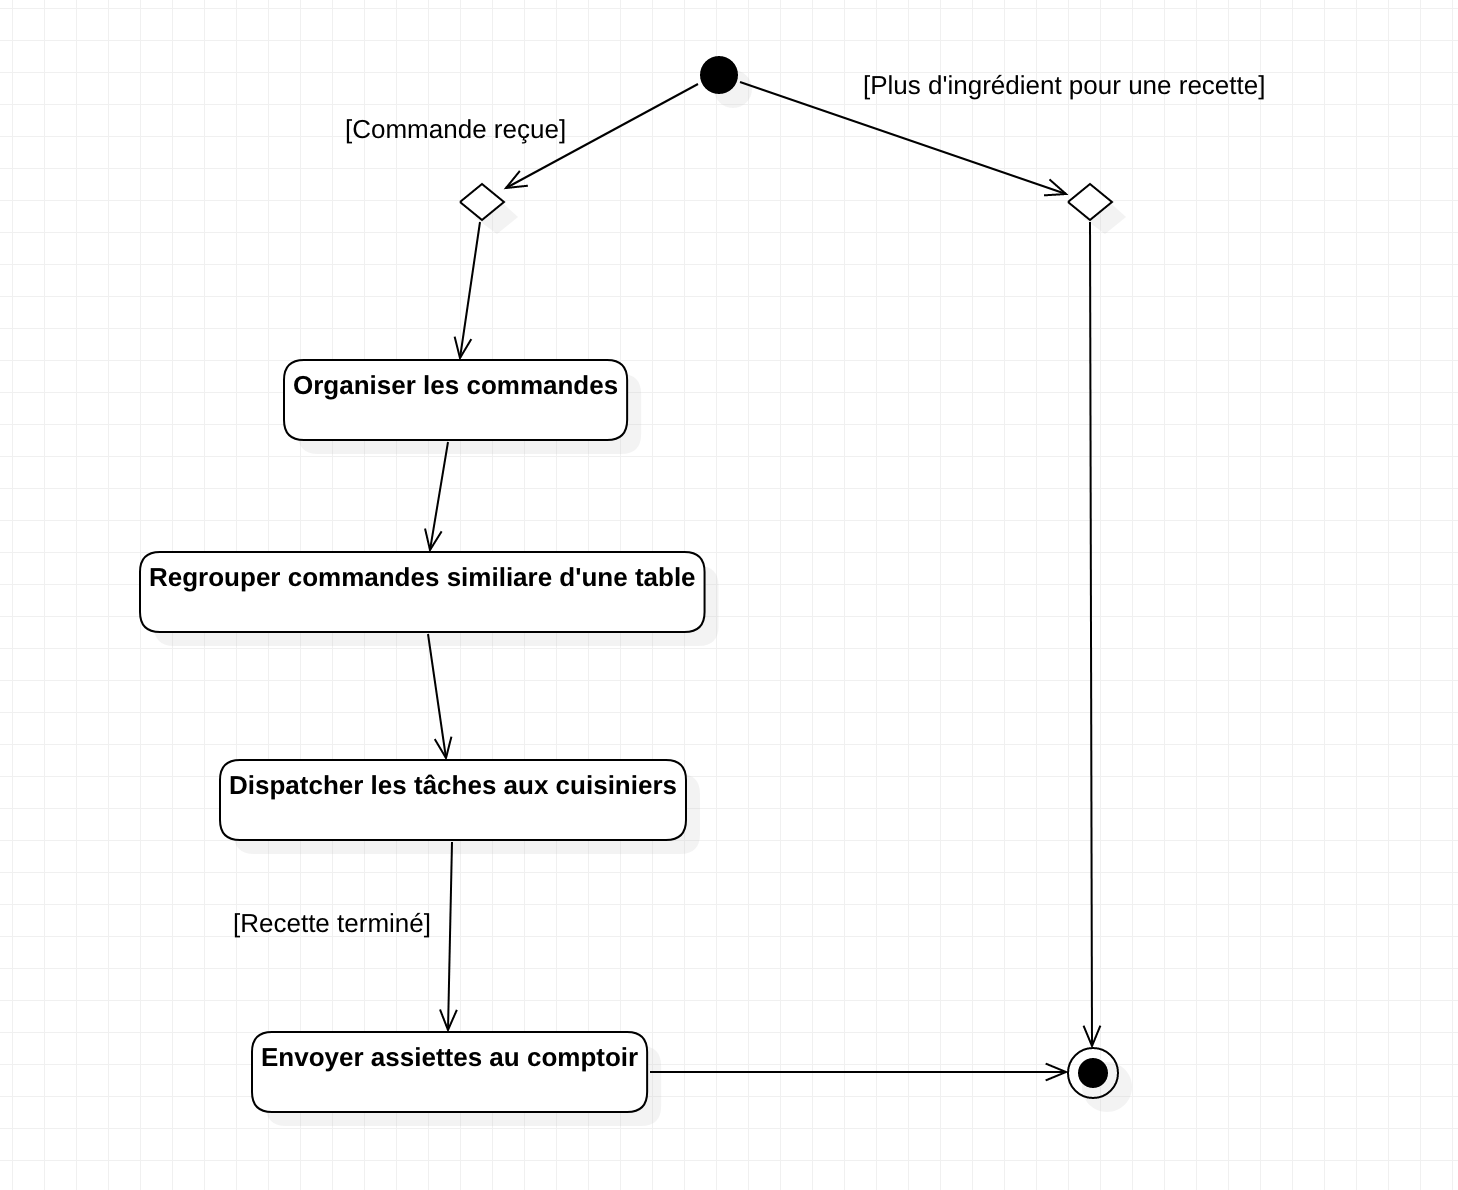 [Plus d'ingrédient pour une recette]
[Commande reçue]
Organiser les commandes
Regrouper commandes similiare d'une table
Dispatcher les tâches aux cuisiniers
[Recette terminé]
Envoyer assiettes au comptoir